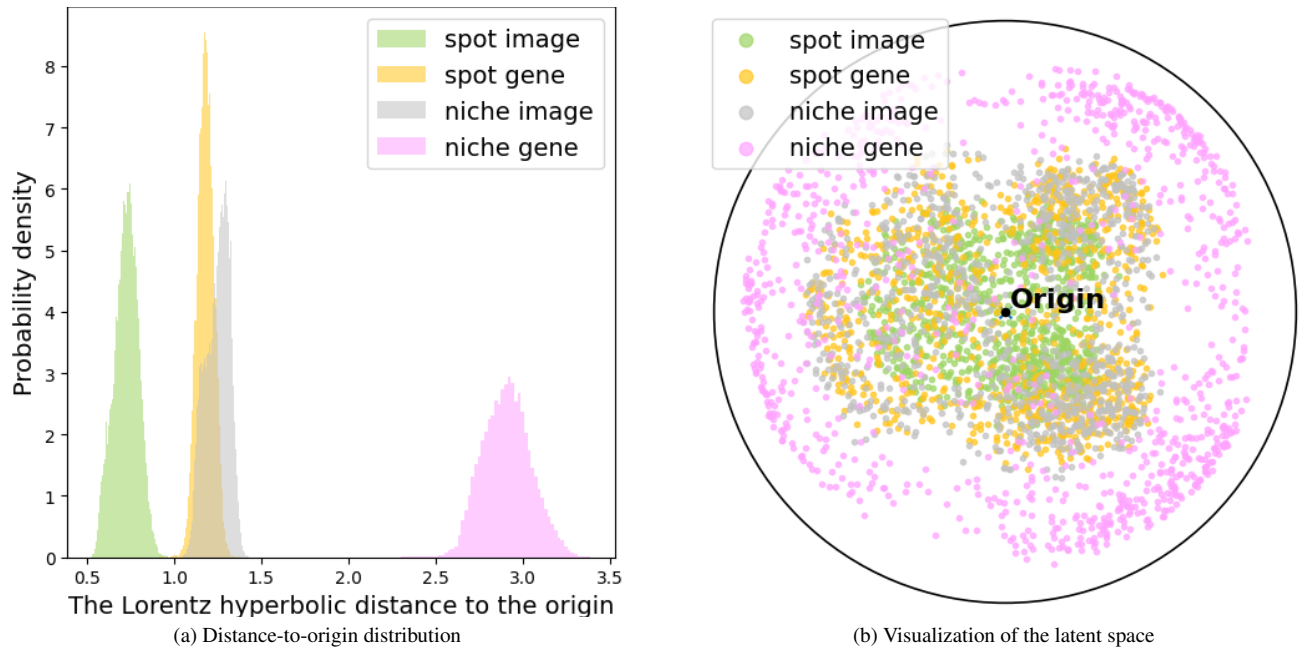 Probability density
8
7
6
5
4
3
2
1
0
0.5 1.0 1.5 2.0 2.5 3.0 3.5
The Lorentz hyperbolic distance to the origin
spot image
spot gene
niche image
niche gene
(a) Distance-to-origin distribution
spot image
spot gene
niche image
niche gene
Origin
(b) Visualization of the latent space